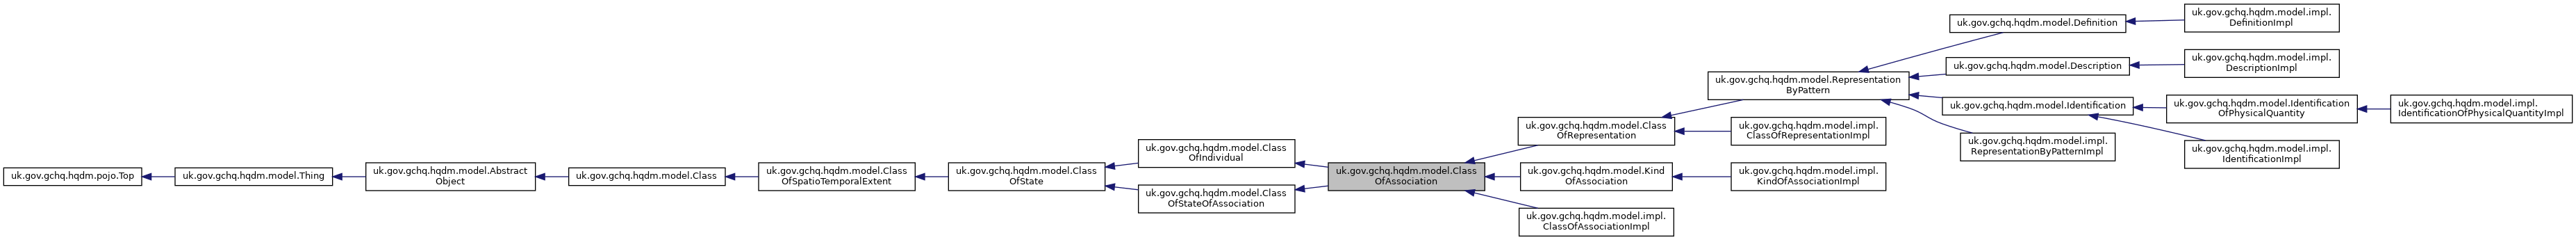 uk.gov.gchq.hqdm.pojo.Top
uk.gov.gchq.hqdm.model.Thing
uk.gov.gchq.hqdm.model.Abstract
Object
uk.gov.gchq.hqdm.model.Class
uk.gov.gchq.hqdm.model.Class
OfSpatioTemporalExtent
uk.gov.gchq.hqdm.model.Class
OfState
uk.gov.gchq.hqdm.model.Class
OfIndividual
uk.gov.gchq.hqdm.model.Class
OfStateOfAssociation
uk.gov.gchq.hqdm.model.Class
OfAssociation
uk.gov.gchq.hqdm.model.Class
OfRepresentation
uk.gov.gchq.hqdm.model.Kind
OfAssociation
uk.gov.gchq.hqdm.model.impl.
ClassOfAssociationImpl
uk.gov.gchq.hqdm.model.Representation
ByPattern
uk.gov.gchq.hqdm.model.impl.
ClassOfRepresentationImpl
uk.gov.gchq.hqdm.model.impl.
KindOfAssociationImpl
uk.gov.gchq.hqdm.model.Definition
uk.gov.gchq.hqdm.model.Description
uk.gov.gchq.hqdm.model.Identification
uk.gov.gchq.hqdm.model.impl.
RepresentationByPatternImpl
uk.gov.gchq.hqdm.model.impl.
DefinitionImpl
uk.gov.gchq.hqdm.model.impl.
DescriptionImpl
uk.gov.gchq.hqdm.model.Identification
OfPhysicalQuantity
uk.gov.gchq.hqdm.model.impl.
IdentificationImpl
uk.gov.gchq.hqdm.model.impl.
IdentificationOfPhysicalQuantityImpl